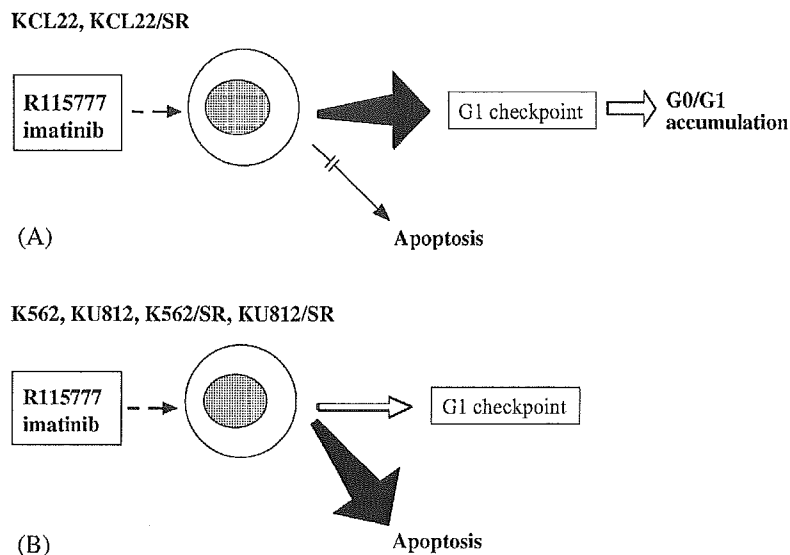 KCL22, KCL22/SR
R115777
imatinib
G1 checkpoint
G0/G1
accumulation
Apoptosis
(A)
K562, KU812, K562/SR, KU812/SR
R115777
imatinib
G1 checkpoint
Apoptosis
(B)